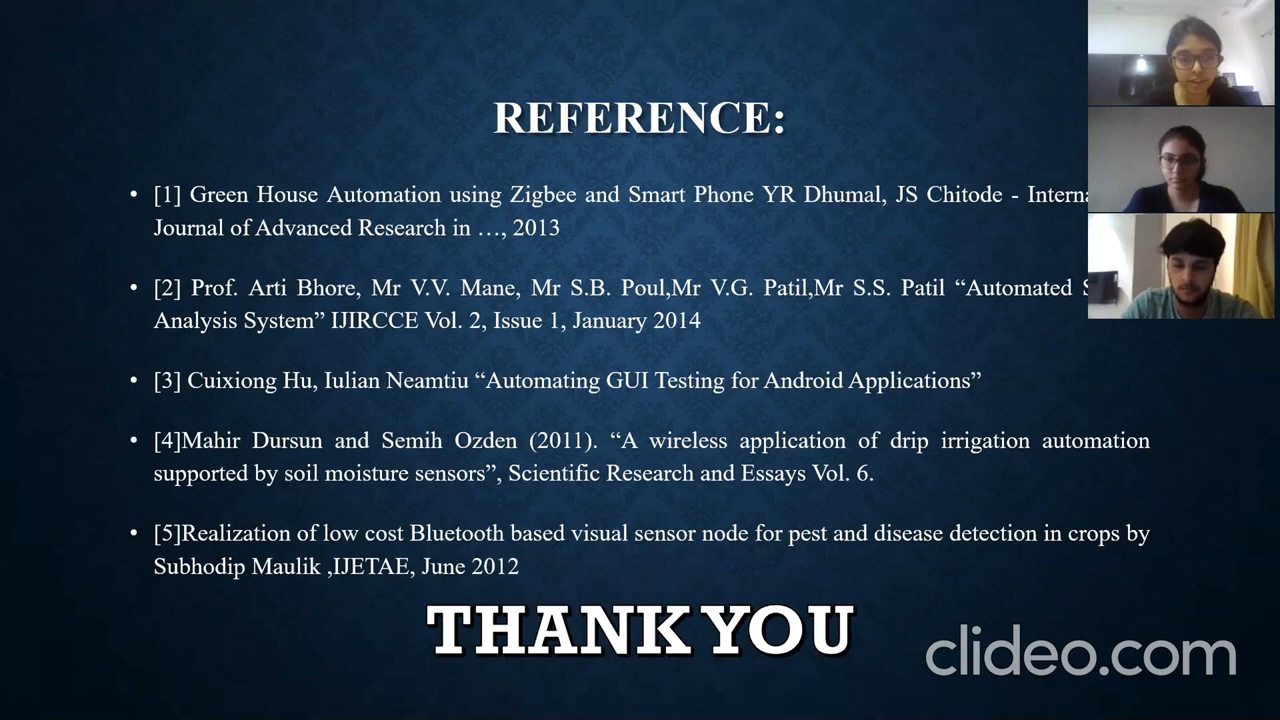 REFERENCE:
• [1] Green House Automation using Zigbee and Smart Phone YR Dhumal, JS Chitode -
Journal of Advanced Research in …, 2013
• [2] Prof. Arti Bhore, Mr V.V. Mane, Mr S.B. Poul,Mr V.G. Patil,Mr S.S. Patil “Automated
Analysis System” IJIRCCE Vol. 2, Issue 1, January 2014
• [3] Cuixiong Hu, Iulian Neamtiu “Automating GUI Testing for Android Applications”
• [4]Mahir Dursun and Semih Ozden (2011). “A wireless application of drip irrigation automation
supported by soil moisture sensors”, Scientific Research and Essays Vol. 6.
• [5]Realization of low cost Bluetooth based visual sensor node for pest and disease detection in crops by
Subhodip Maulik ,IJETAE, June 2012
THANK YOU
clideo.com